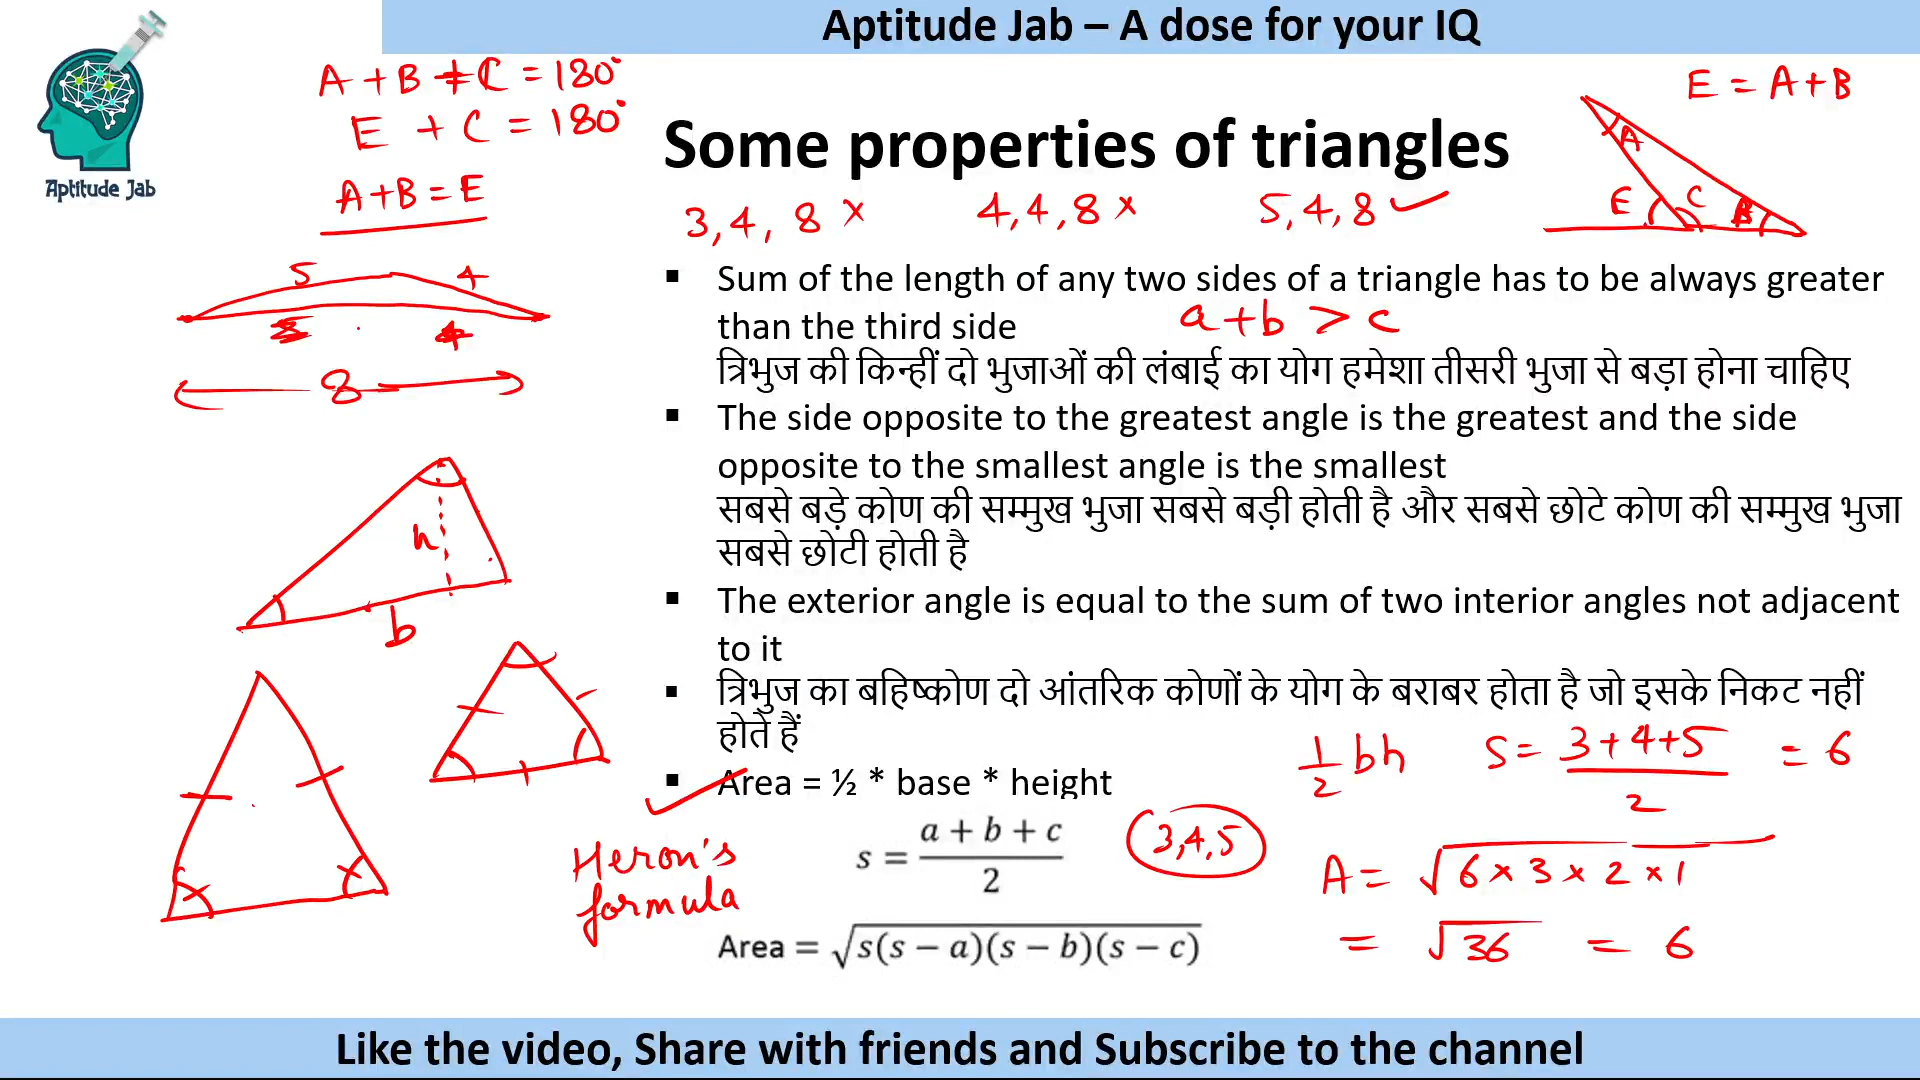 Aptitude Jab – A dose for your IQ
Aptitude Jab
A + B + C = 180°
E + C = 180°
A + B = E
E = A + B
A
E
C
B
Some properties of triangles
3, 4, 8 ×
4, 4, 8 ×
5, 4, 8 ✓
5
4
8
▪ Sum of the length of any two sides of a triangle has to be always greater
than the third side
a + b > c
त्रिभुज की किन्हीं दो भुजाओं की लंबाई का योग हमेशा तीसरी भुजा से बड़ा होना चाहिए
▪ The side opposite to the greatest angle is the greatest and the side
opposite to the smallest angle is the smallest
सबसे बड़े कोण की सम्मुख भुजा सबसे बड़ी होती है और सबसे छोटे कोण की सम्मुख भुजा
सबसे छोटी होती है
h
b
▪ The exterior angle is equal to the sum of two interior angles not adjacent
to it
▪ त्रिभुज का बहिष्कोण दो आंतरिक कोणों के योग के बराबर होता है जो इसके निकट नहीं
होते हैं
▪ Area = ½ * base * height
1/2 bh
S = (3+4+5)/2 = 6
x
x
Heron's
formula
s = (a + b + c)/2
3, 4, 5
A = √(6 × 3 × 2 × 1)
Area = √(s(s − a)(s − b)(s − c))
= √36 = 6
Like the video, Share with friends and Subscribe to the channel